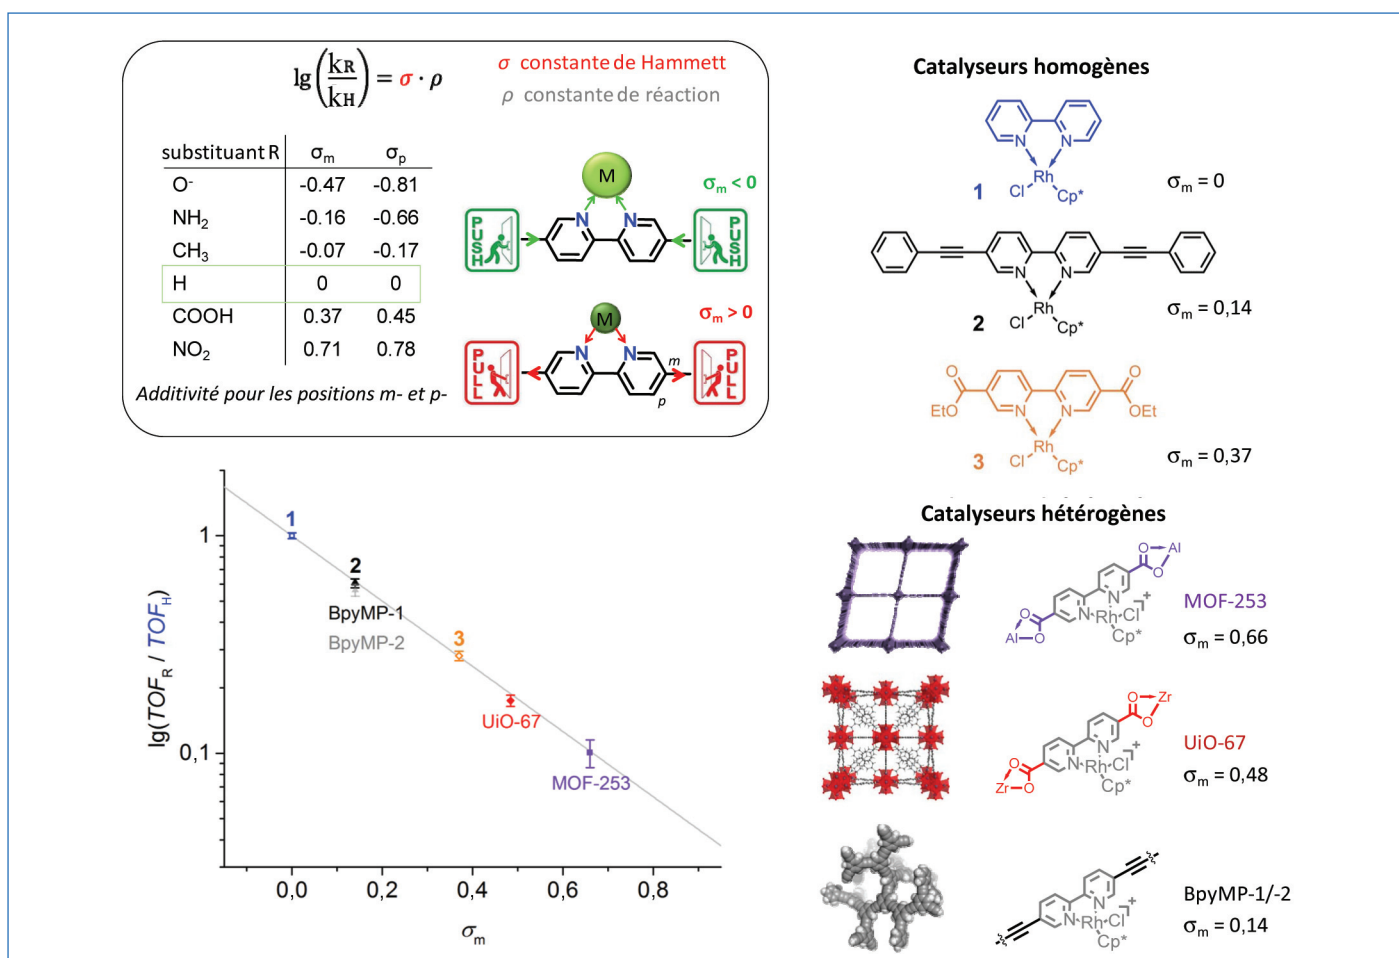 lg(kR/kH) = σ · ρ
σ constante de Hammett
ρ constante de réaction
substituant R σm σp
O- -0.47 -0.81
NH2 -0.16 -0.66
CH3 -0.07 -0.17
H 0 0
COOH 0.37 0.45
NO2 0.71 0.78
Additivité pour les positions m- et p-
M
σm < 0
PUSH
N N
PUSH
M
σm > 0
PULL
N N
m
p
PULL
Catalyseurs homogènes
N N
Rh
1 Cl Cp*
σm = 0
N N
Rh
2 Cl Cp*
σm = 0,14
O O
EtO N N OEt
Rh
3 Cl Cp*
σm = 0,37
Catalyseurs hétérogènes
O Al
O
N
N Rh Cl +
Cp*
O
Al O
MOF-253
σm = 0,66
O Zr
O
N
N Rh Cl +
Cp*
O
Zr O
UiO-67
σm = 0,48
N
N Rh Cl +
Cp*
BpyMP-1/-2
σm = 0,14
lg(TOFR / TOFH)
1
0,1
1
2
BpyMP-1
BpyMP-2
3
UiO-67
MOF-253
0,0 0,2 0,4 0,6 0,8
σm